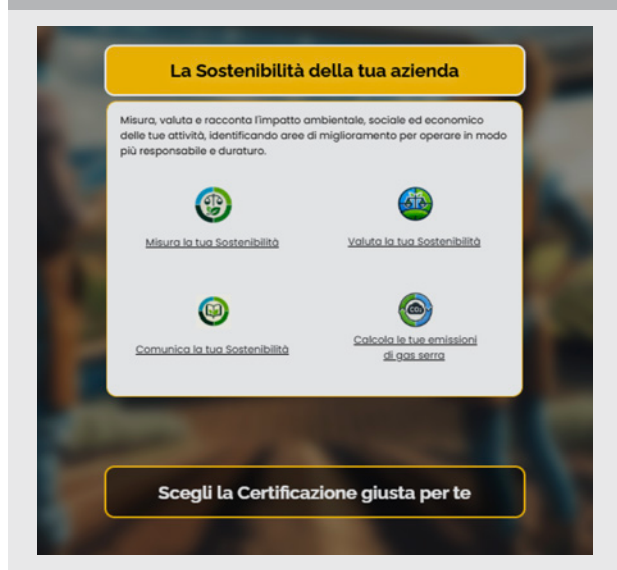 La Sostenibilità della tua azienda
Misura, valuta e racconta l'impatto ambientale, sociale ed economico
delle tue attività, identificando aree di miglioramento per operare in modo
più responsabile e duraturo.
Misura la tua Sostenibilità
Valuta la tua Sostenibilità
CO₂
Comunica la tua Sostenibilità
Calcola le tue emissioni
di gas serra
Scegli la Certificazione giusta per te